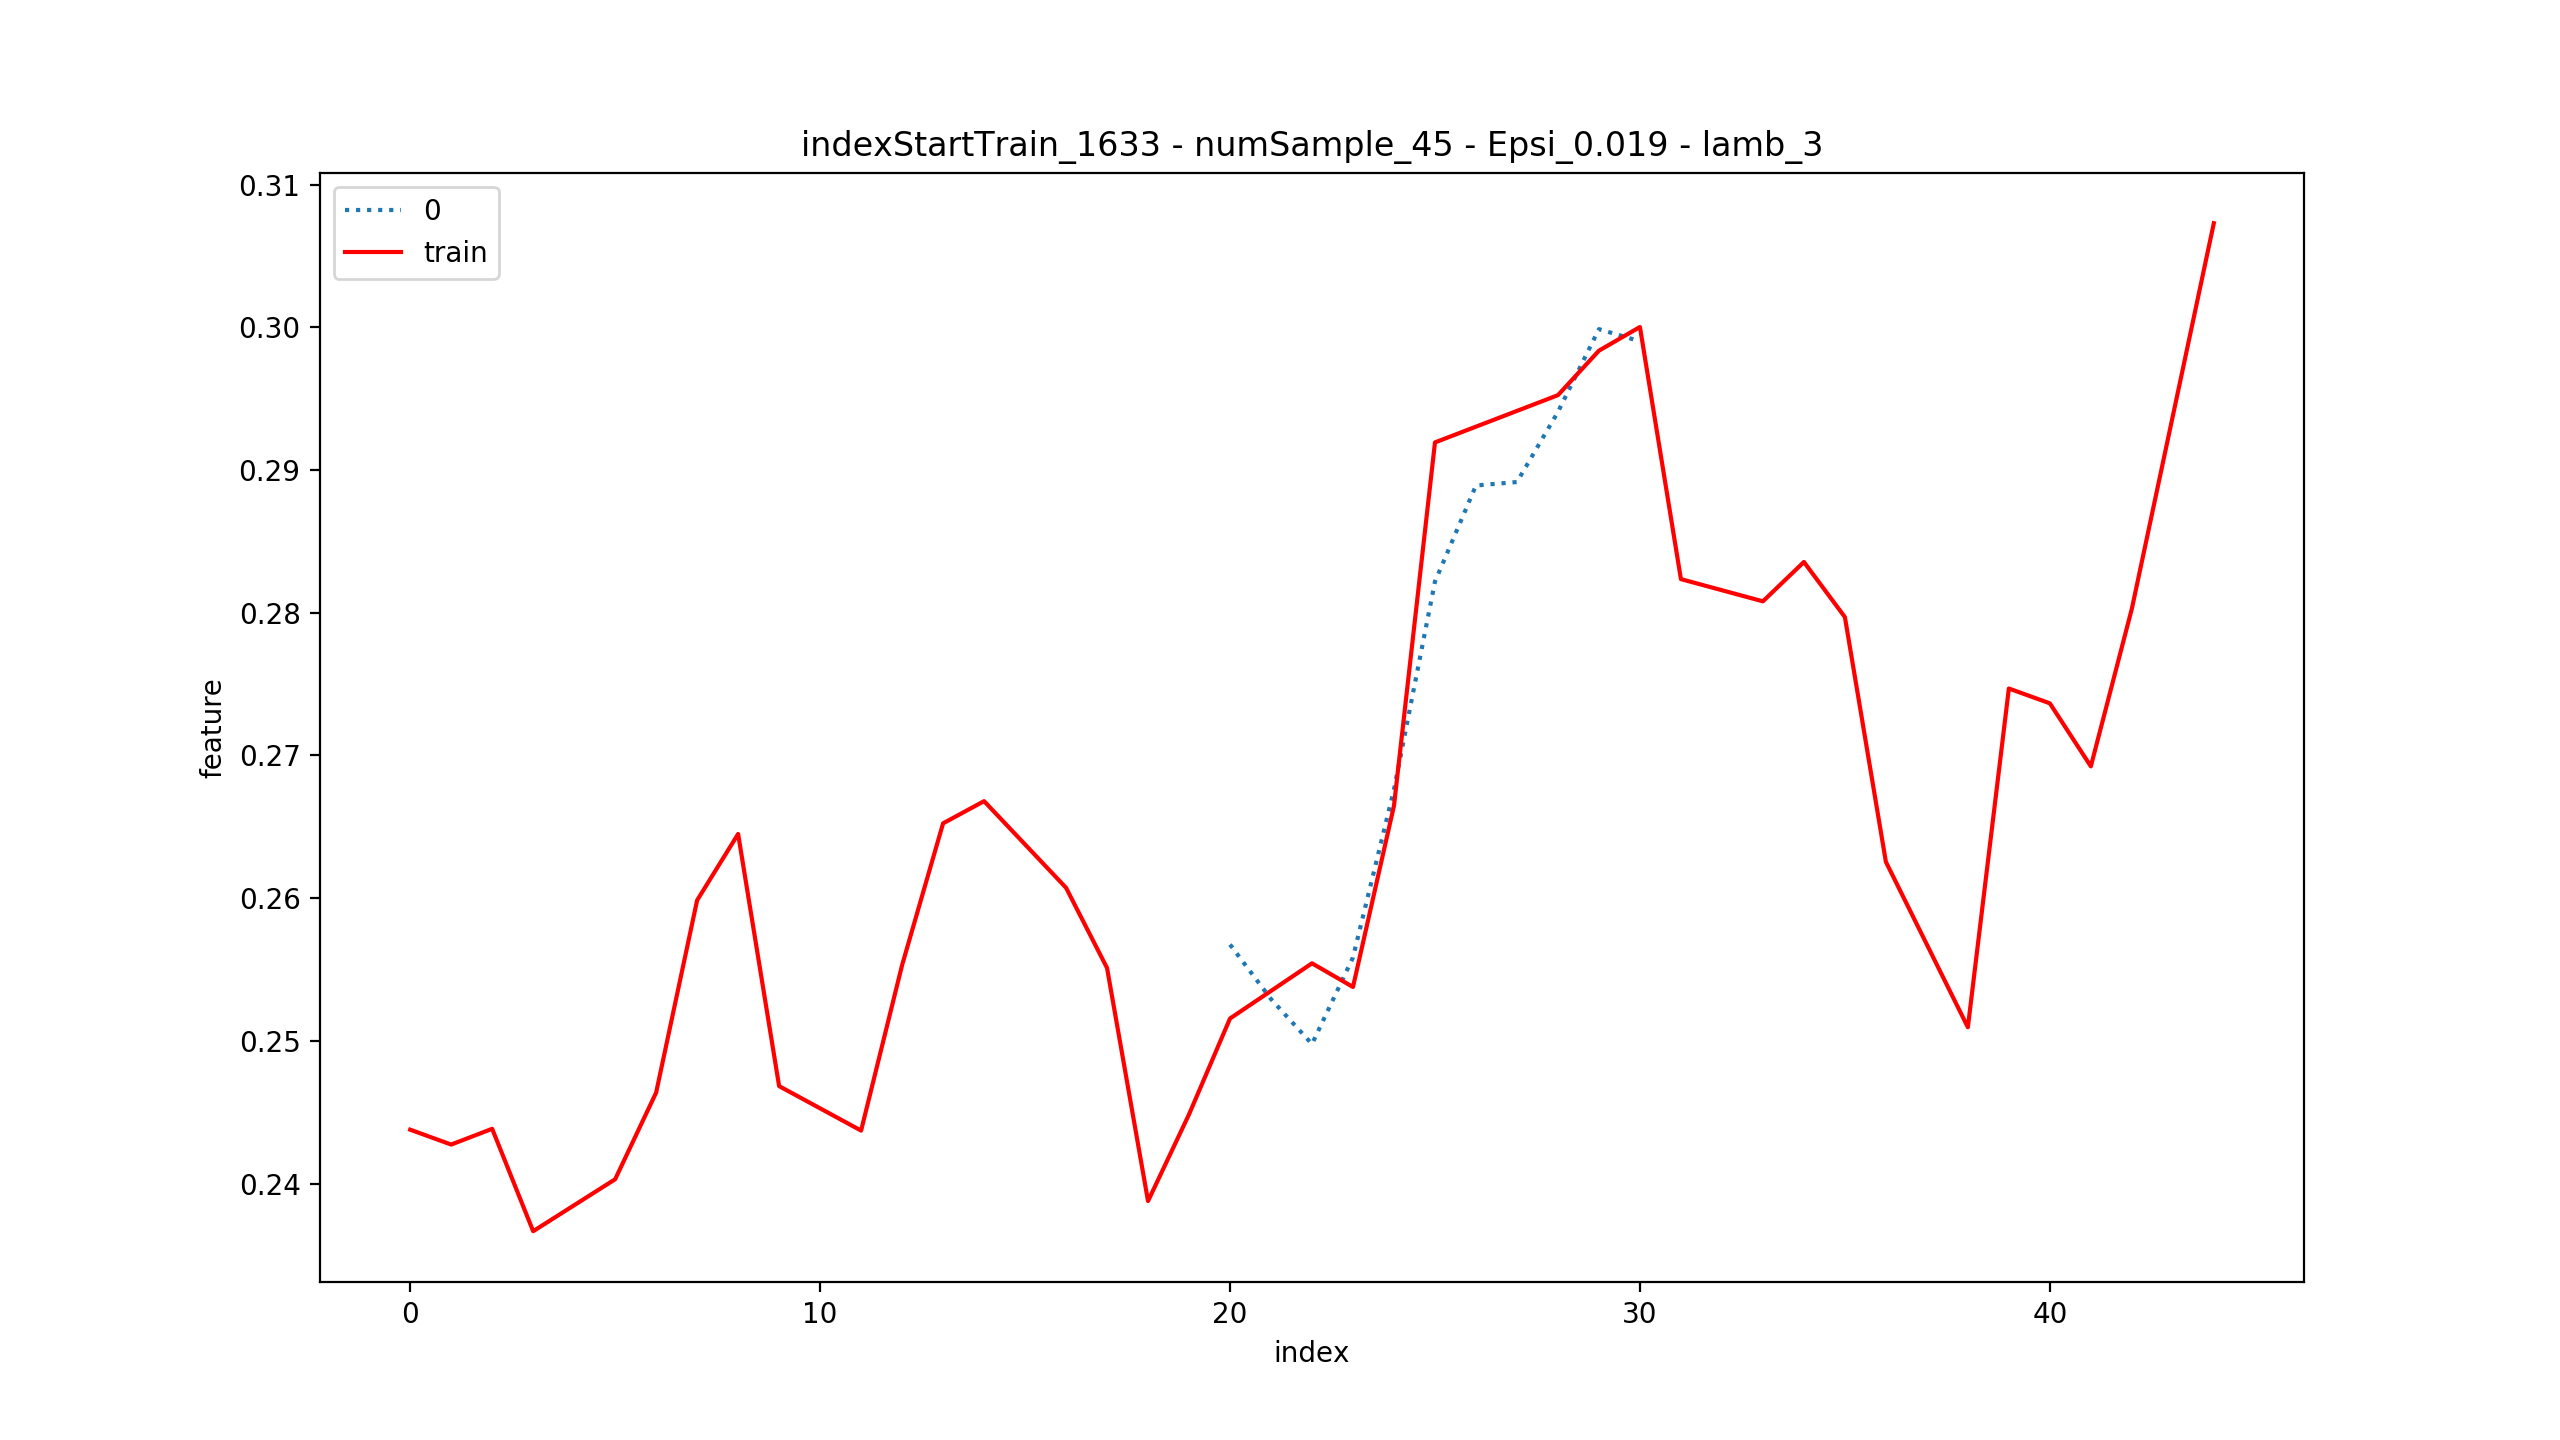 indexStartTrain_1633 - numSample_45 - Epsi_0.019 - lamb_3
0
train
0.31
0.30
0.29
0.28
0.27
0.26
0.25
0.24
feature
0 10 20 30 40
index